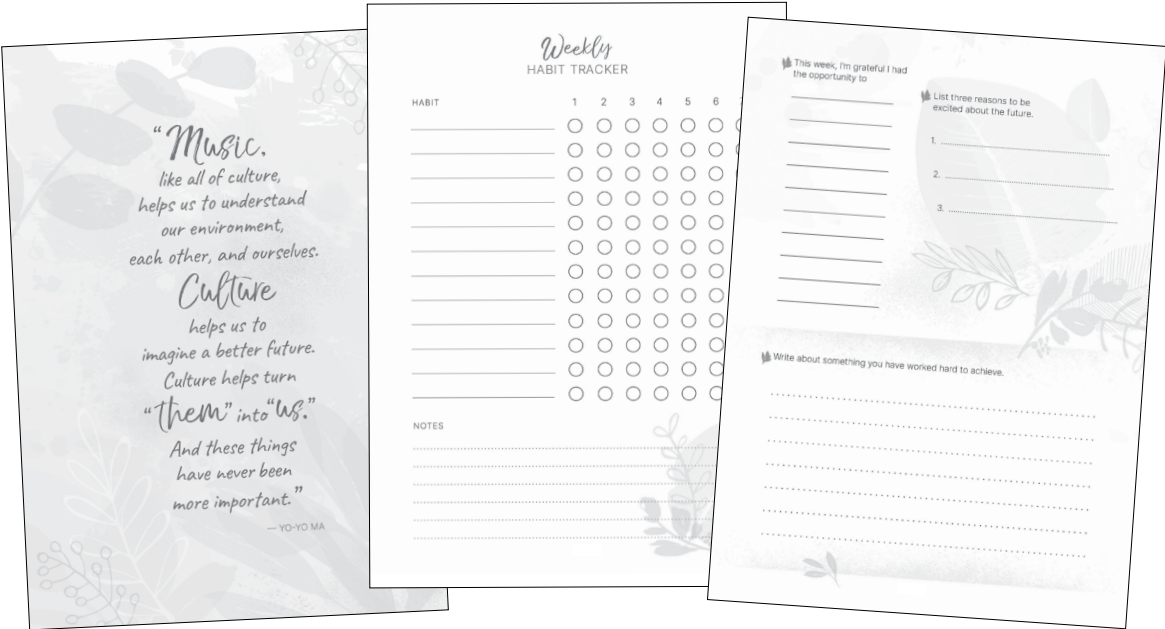 “Music,
like all of culture,
helps us to understand
our environment,
each other, and ourselves.
Culture
helps us to
imagine a better future.
Culture helps turn
“them” into “us.”
And these things
have never been
more important.”
— YO-YO MA
Weekly
HABIT TRACKER
HABIT 1 2 3 4 5 6
NOTES
This week, I'm grateful I had
the opportunity to
List three reasons to be
excited about the future.
1.
2.
3.
Write about something you have worked hard to achieve.